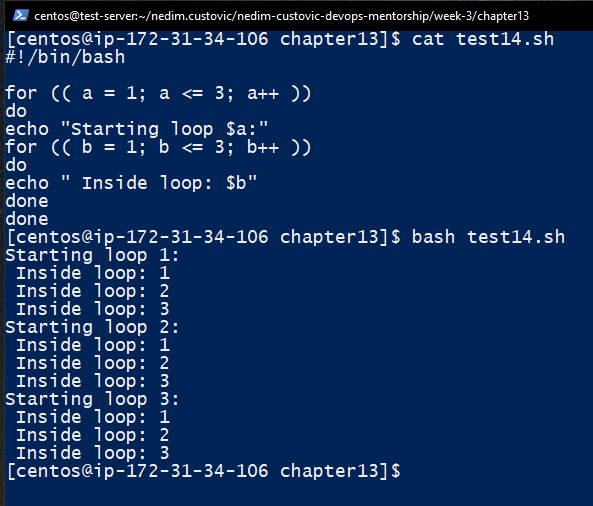 centos@test-server:~/nedim.custovic/nedim-custovic-devops-mentorship/week-3/chapter13
[centos@ip-172-31-34-106 chapter13]$ cat test14.sh
#!/bin/bash

for (( a = 1; a <= 3; a++ ))
do
echo "Starting loop $a:"
for (( b = 1; b <= 3; b++ ))
do
echo " Inside loop: $b"
done
done
[centos@ip-172-31-34-106 chapter13]$ bash test14.sh
Starting loop 1:
 Inside loop: 1
 Inside loop: 2
 Inside loop: 3
Starting loop 2:
 Inside loop: 1
 Inside loop: 2
 Inside loop: 3
Starting loop 3:
 Inside loop: 1
 Inside loop: 2
 Inside loop: 3
[centos@ip-172-31-34-106 chapter13]$